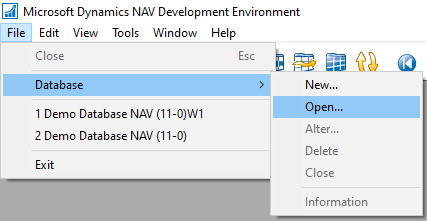 Microsoft Dynamics NAV Development Environment
File Edit View Tools Window Help
Close Esc
Database
1 Demo Database NAV (11-0)W1
2 Demo Database NAV (11-0)
Exit
New...
Open...
Alter...
Delete
Close
Information